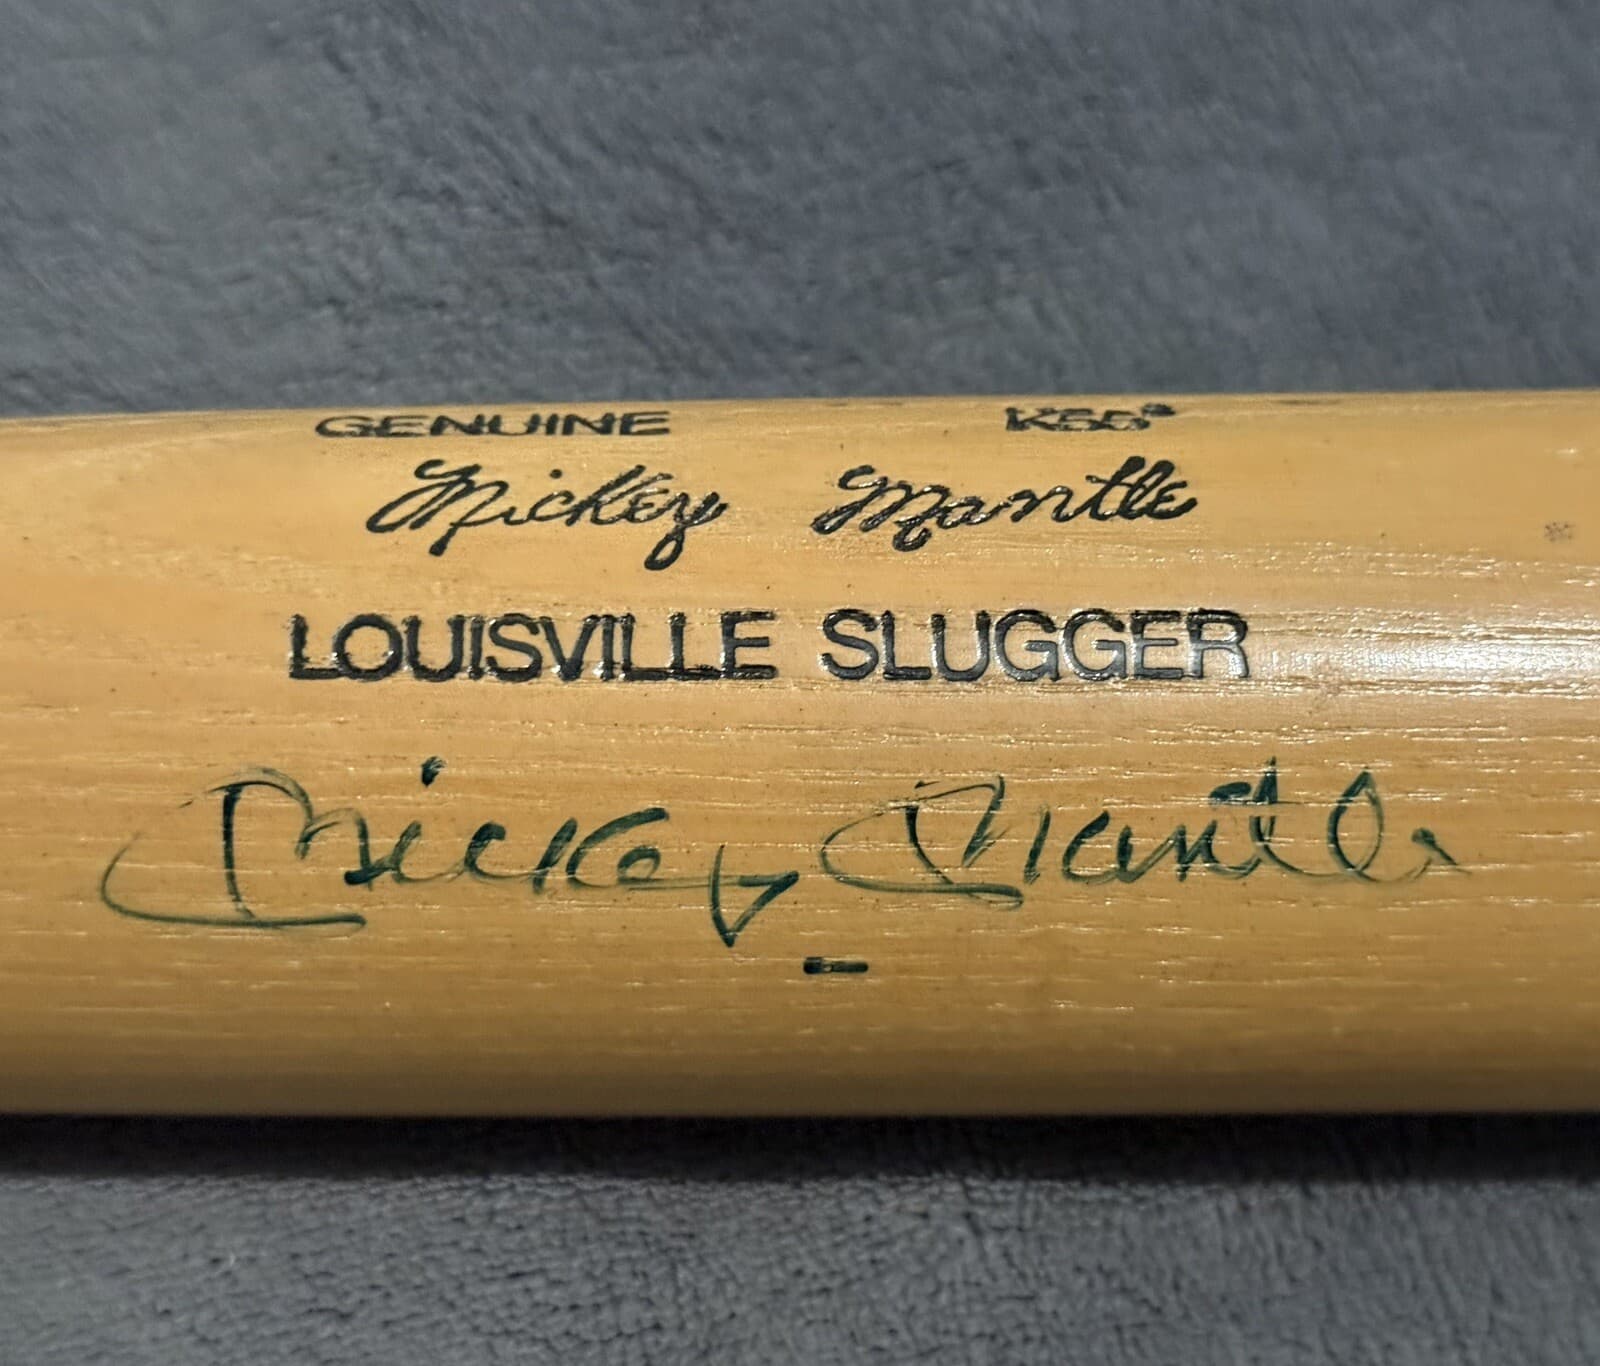 GENUINE K55®
Mickey Mantle
LOUISVILLE SLUGGER
Mickey Mantle